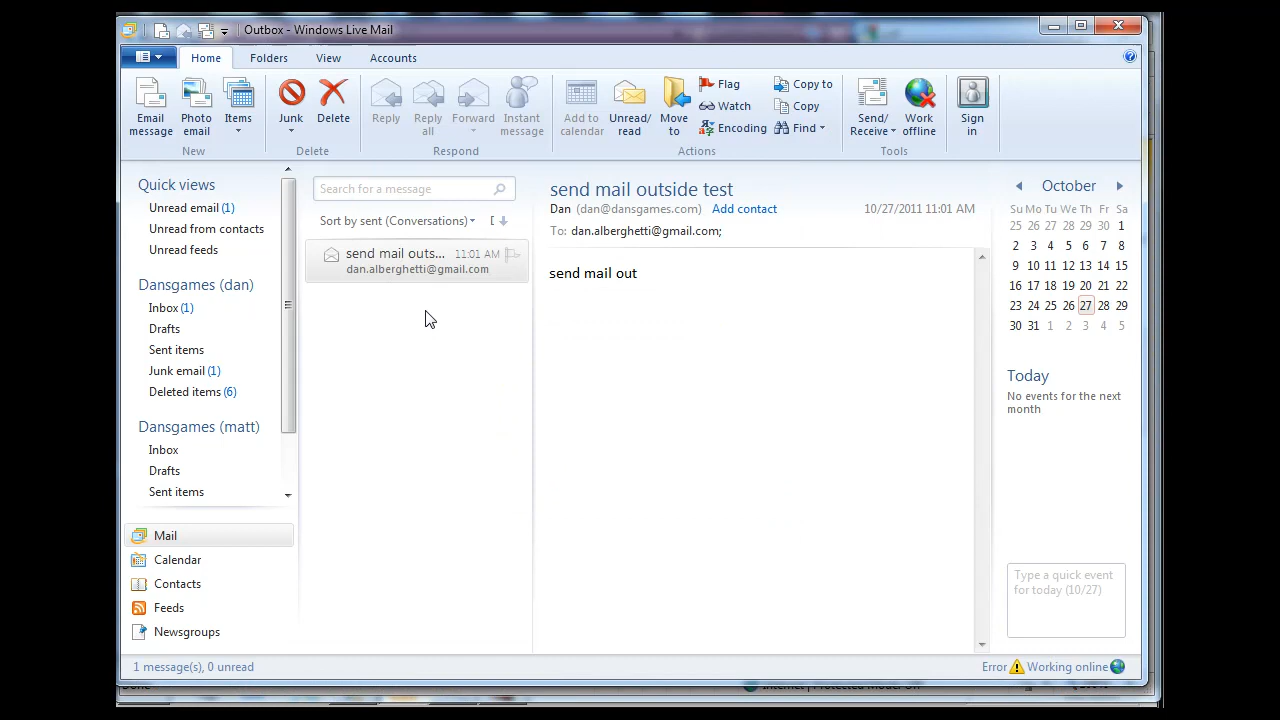 Outbox - Windows Live Mail
Home Folders View Accounts
Email message
Photo email
Items
New
Junk
Delete
Delete
Reply
Reply all
Forward
Instant message
Respond
Add to calendar
Unread/ read
Move to
Flag
Watch
Encoding
Copy to
Copy
Find
Actions
Send/ Receive
Work offline
Tools
Sign in
Quick views
Unread email (1)
Unread from contacts
Unread feeds
Dansgames (dan)
Inbox (1)
Drafts
Sent items
Junk email (1)
Deleted items (6)
Dansgames (matt)
Inbox
Drafts
Sent items
Mail
Calendar
Contacts
Feeds
Newsgroups
Search for a message
Sort by sent (Conversations)
send mail outs... 11:01 AM
dan.alberghetti@gmail.com
send mail outside test
Dan (dan@dansgames.com) Add contact 10/27/2011 11:01 AM
To: dan.alberghetti@gmail.com;
send mail out
October
Su Mo Tu We Th Fr Sa
25 26 27 28 29 30 1
2 3 4 5 6 7 8
9 10 11 12 13 14 15
16 17 18 19 20 21 22
23 24 25 26 27 28 29
30 31 1 2 3 4 5
Today
No events for the next
month
Type a quick event
for today (10/27)
1 message(s), 0 unread
Error Working online